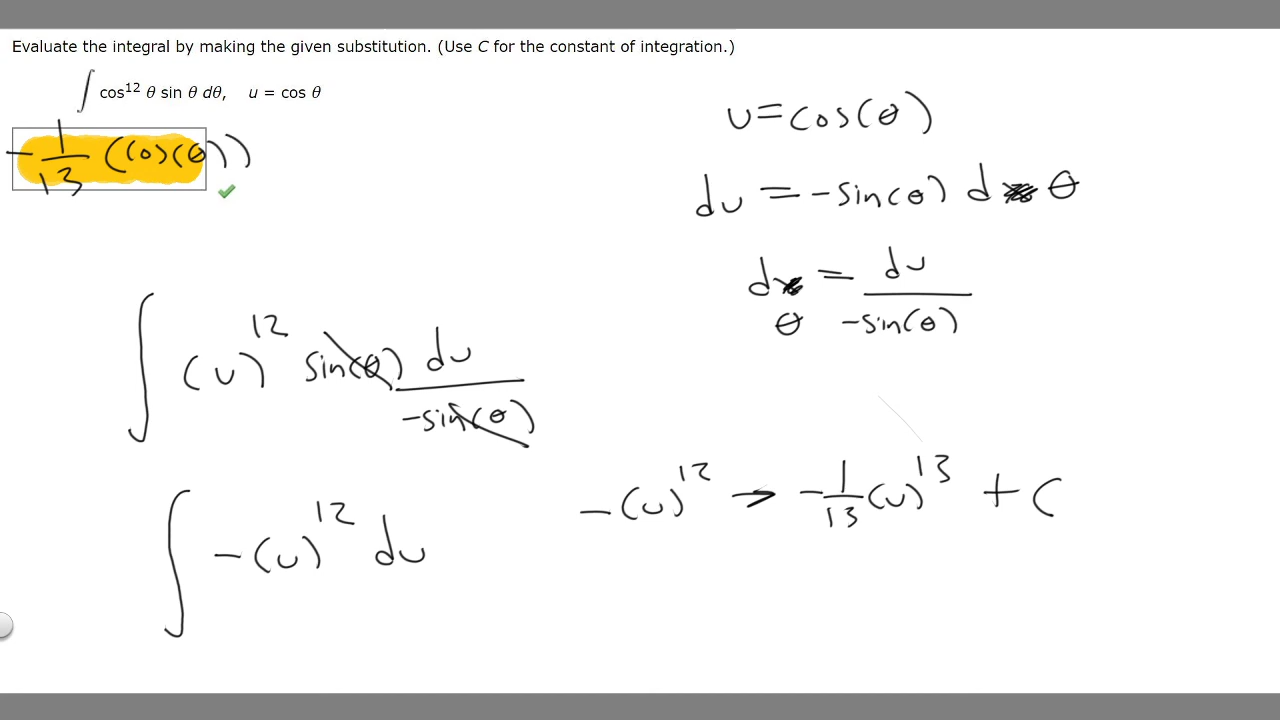 Evaluate the integral by making the given substitution. (Use C for the constant of integration.)
∫ cos¹² θ sin θ dθ, u = cos θ
-1/13 (cos(θ))
u=cos(θ)
du = -sin(θ) dθ
dθ = du/-sin(θ)
∫ (u)¹² sin(θ) du/-sin(θ)
∫ -(u)¹² du
-(u)¹² → -1/13 (u)¹³ + C